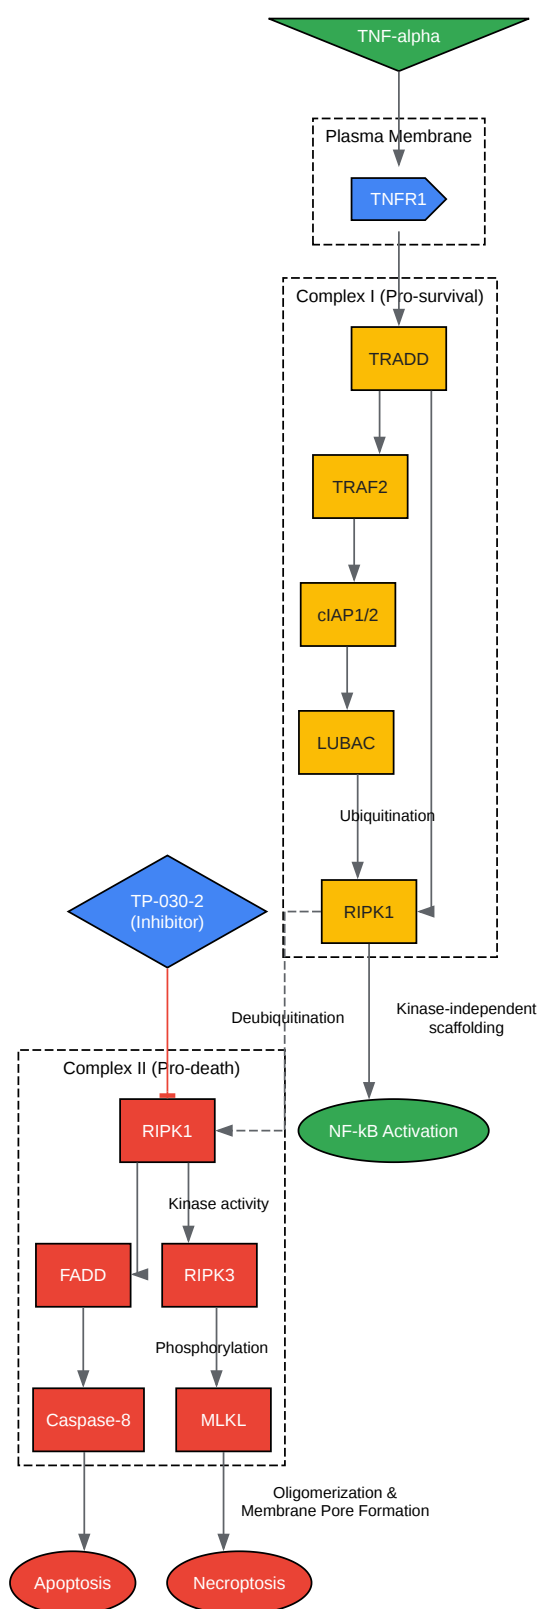 TNF-alpha
Plasma Membrane
TNFR1
Complex I (Pro-survival)
TRADD
TRAF2
cIAP1/2
LUBAC
Ubiquitination
TP-030-2
(Inhibitor)
RIPK1
Kinase-independent
scaffolding
Deubiquitination
Complex II (Pro-death)
RIPK1
NF-kB Activation
Kinase activity
FADD
RIPK3
Phosphorylation
Caspase-8
MLKL
Oligomerization &
Membrane Pore Formation
Apoptosis
Necroptosis